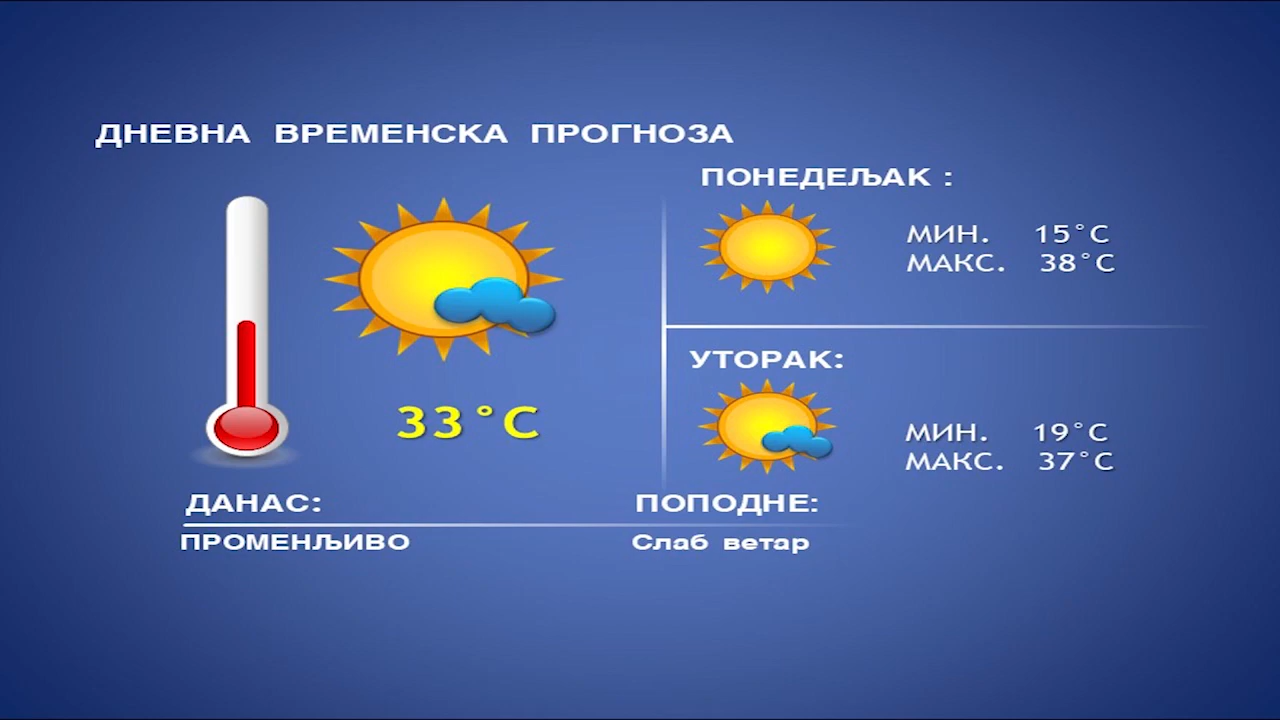 ДНЕВНА ВРЕМЕНСКА ПРОГНОЗА
33°C
ДАНАС:
ПРОМЕНЉИВО
ПОПОДНЕ:
Слаб ветар
ПОНЕДЕЉАК :
МИН. 15°C
МАКС. 38°C
УТОРАК:
МИН. 19°C
МАКС. 37°C